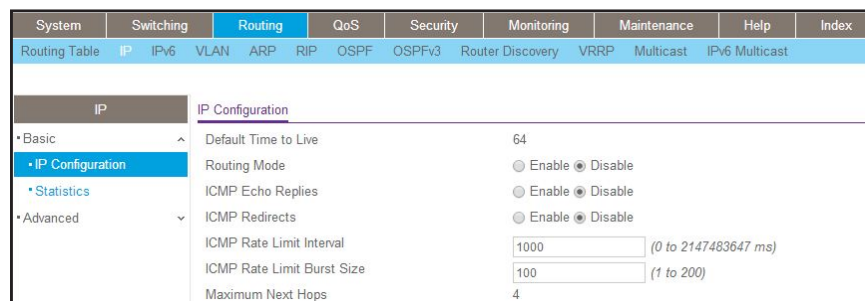 System Switching Routing QoS Security Monitoring Maintenance Help Index
Routing Table IP IPv6 VLAN ARP RIP OSPF OSPFv3 Router Discovery VRRP Multicast IPv6 Multicast
IP
Basic
IP Configuration
Statistics
Advanced
IP Configuration
Default Time to Live 64
Routing Mode Enable Disable
ICMP Echo Replies Enable Disable
ICMP Redirects Enable Disable
ICMP Rate Limit Interval 1000 (0 to 2147483647 ms)
ICMP Rate Limit Burst Size 100 (1 to 200)
Maximum Next Hops 4